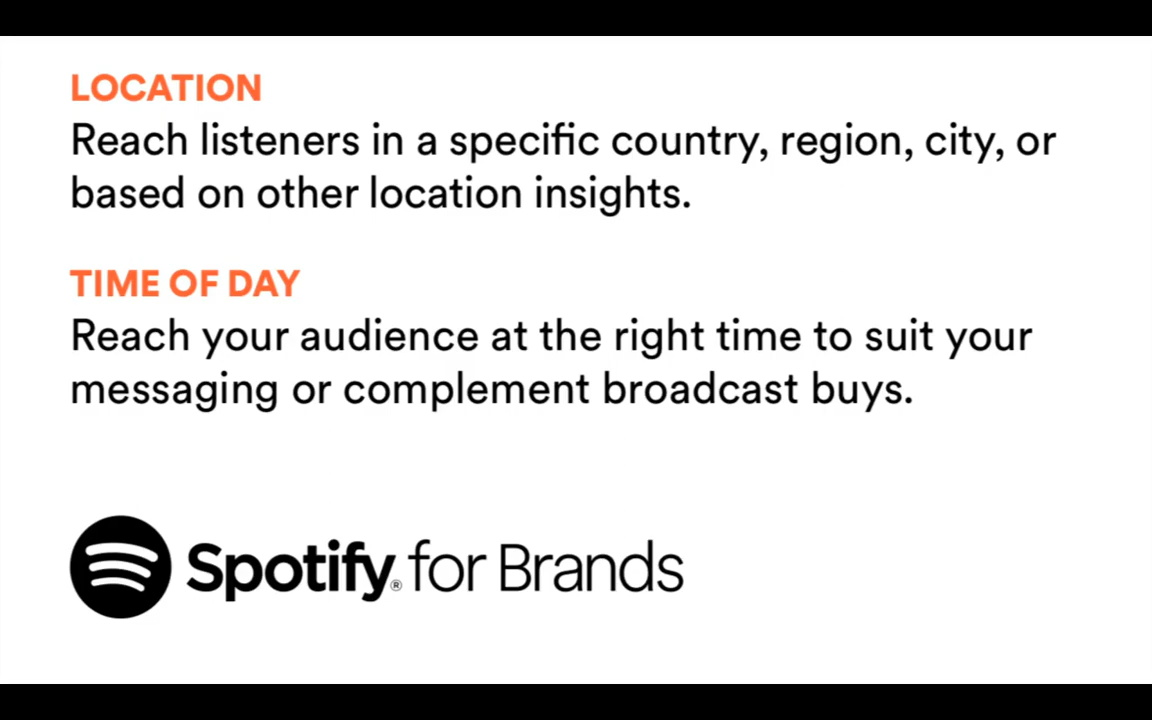 LOCATION
Reach listeners in a specific country, region, city, or
based on other location insights.
TIME OF DAY
Reach your audience at the right time to suit your
messaging or complement broadcast buys.
Spotify® for Brands